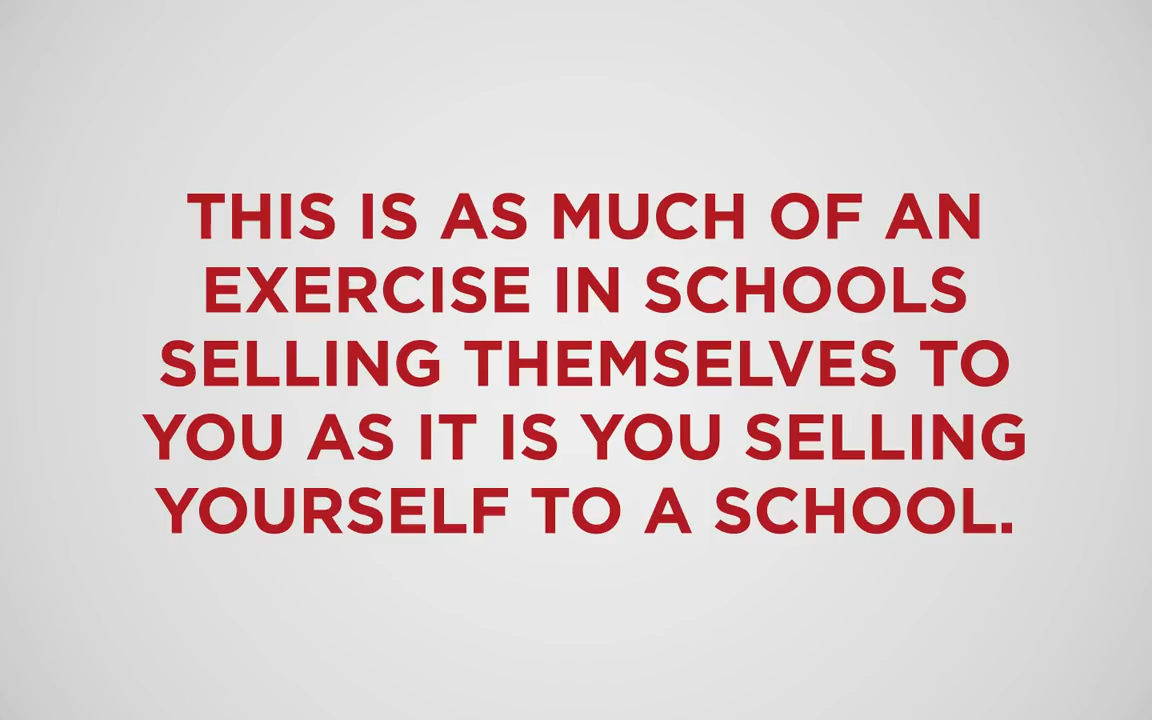 THIS IS AS MUCH OF AN
EXERCISE IN SCHOOLS
SELLING THEMSELVES TO
YOU AS IT IS YOU SELLING
YOURSELF TO A SCHOOL.